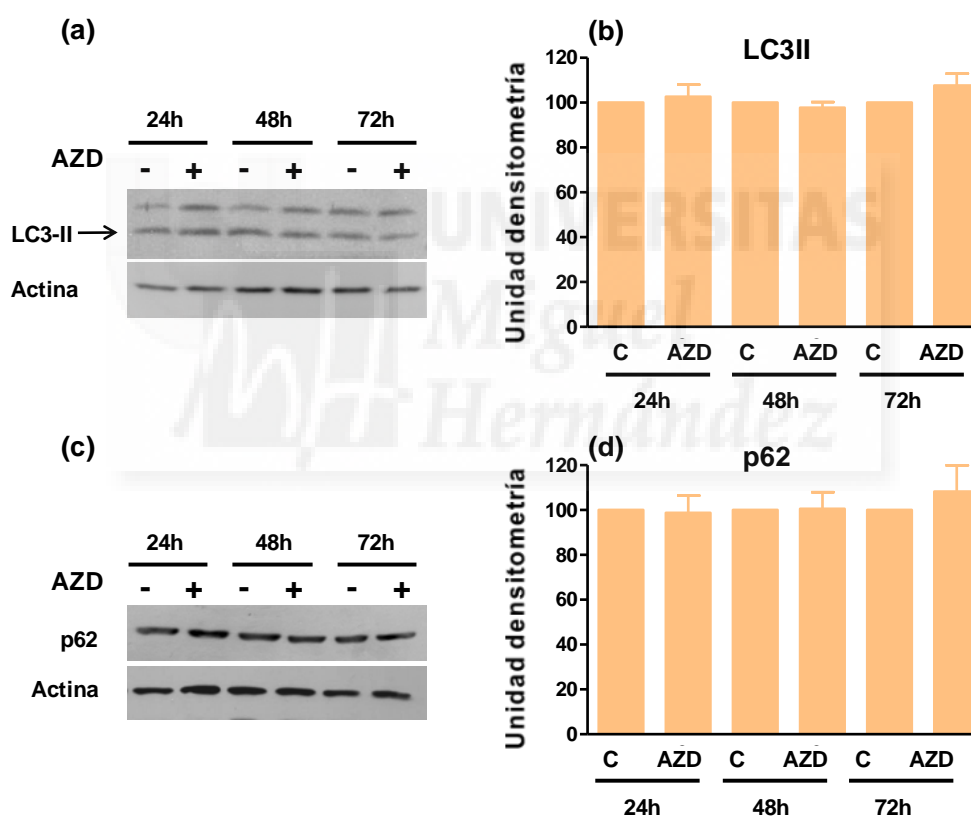 (a)
24h 48h 72h
AZD - + - + - +
LC3-II
Actina
(b)
LC3II
Unidad densitometría
120
100
80
60
40
20
0
C AZD C AZD C AZD
24h 48h 72h
UNIVERSITAS
Miguel
Hernández
(c)
24h 48h 72h
AZD - + - + - +
p62
Actina
(d)
p62
Unidad densitometría
120
100
80
60
40
20
0
C AZD C AZD C AZD
24h 48h 72h